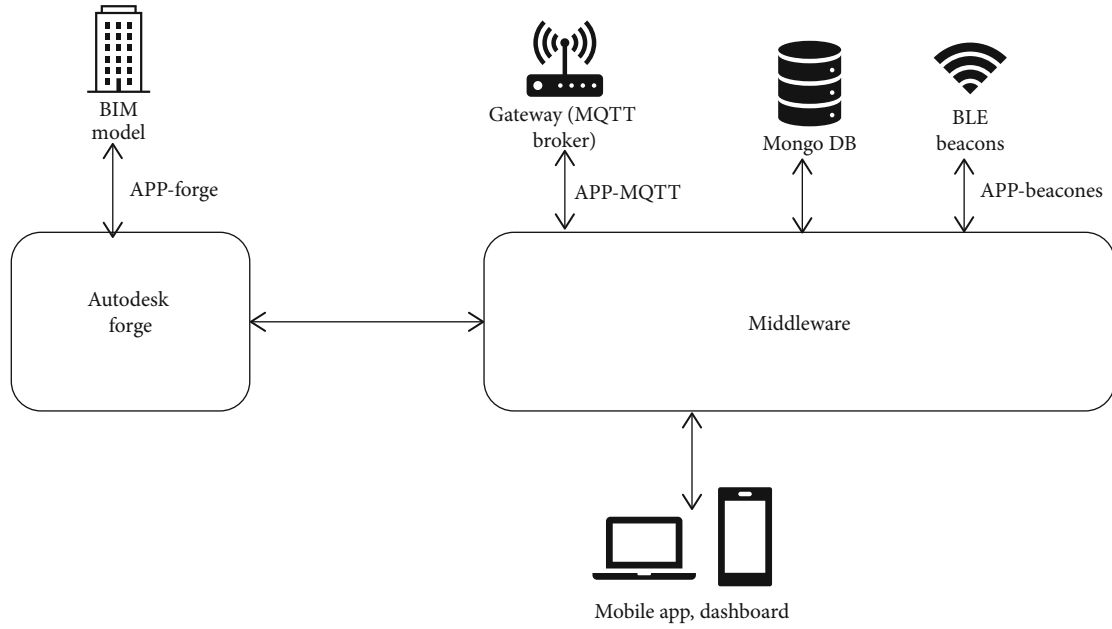 BIM
model
Gateway (MQTT
broker)
Mongo DB
BLE
beacons
APP-forge
APP-MQTT
APP-beacones
Autodesk
forge
Middleware
Mobile app, dashboard